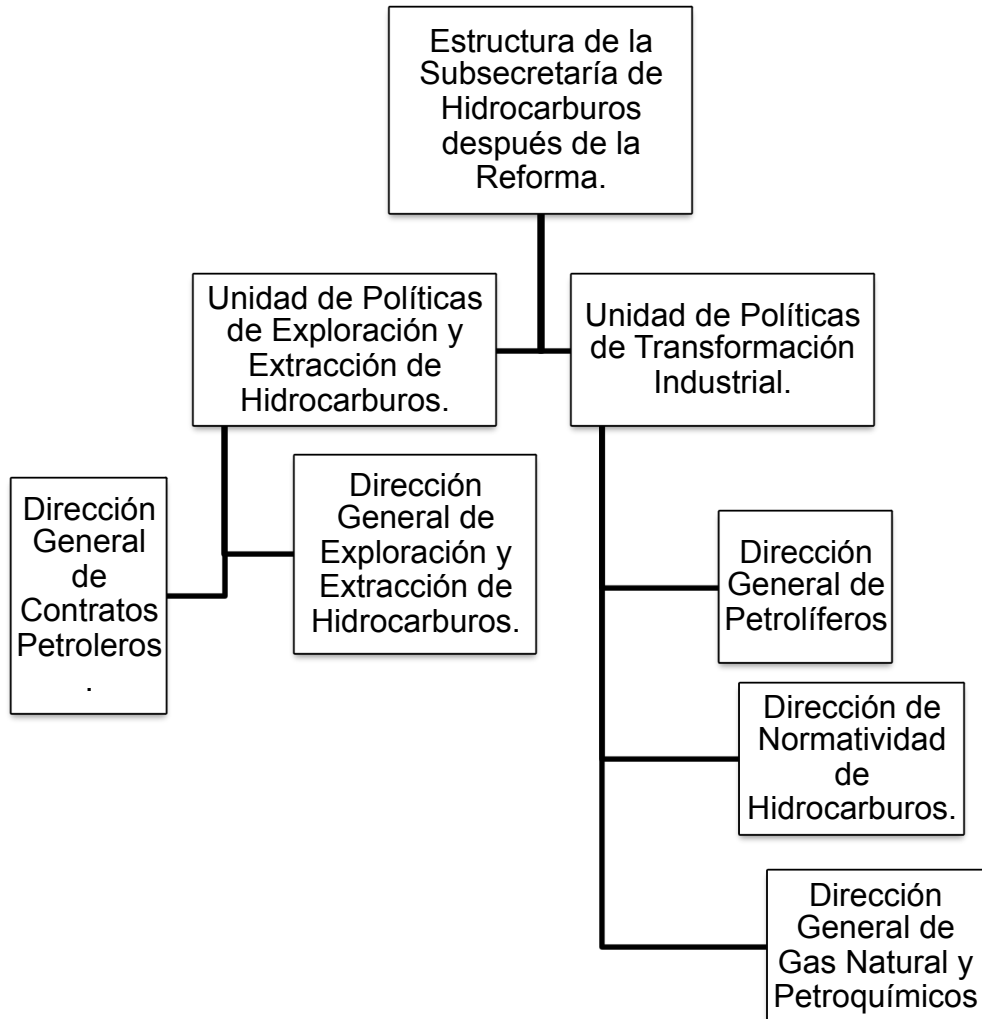 Estructura de la
Subsecretaría de
Hidrocarburos
después de la
Reforma.
Unidad de Políticas
de Exploración y
Extracción de
Hidrocarburos.
Unidad de Políticas
de Transformación
Industrial.
Dirección
General
de
Contratos
Petroleros
.
Dirección
General de
Exploración y
Extracción de
Hidrocarburos.
Dirección
General de
Petrolíferos
Dirección de
Normatividad
de
Hidrocarburos.
Dirección
General de
Gas Natural y
Petroquímicos